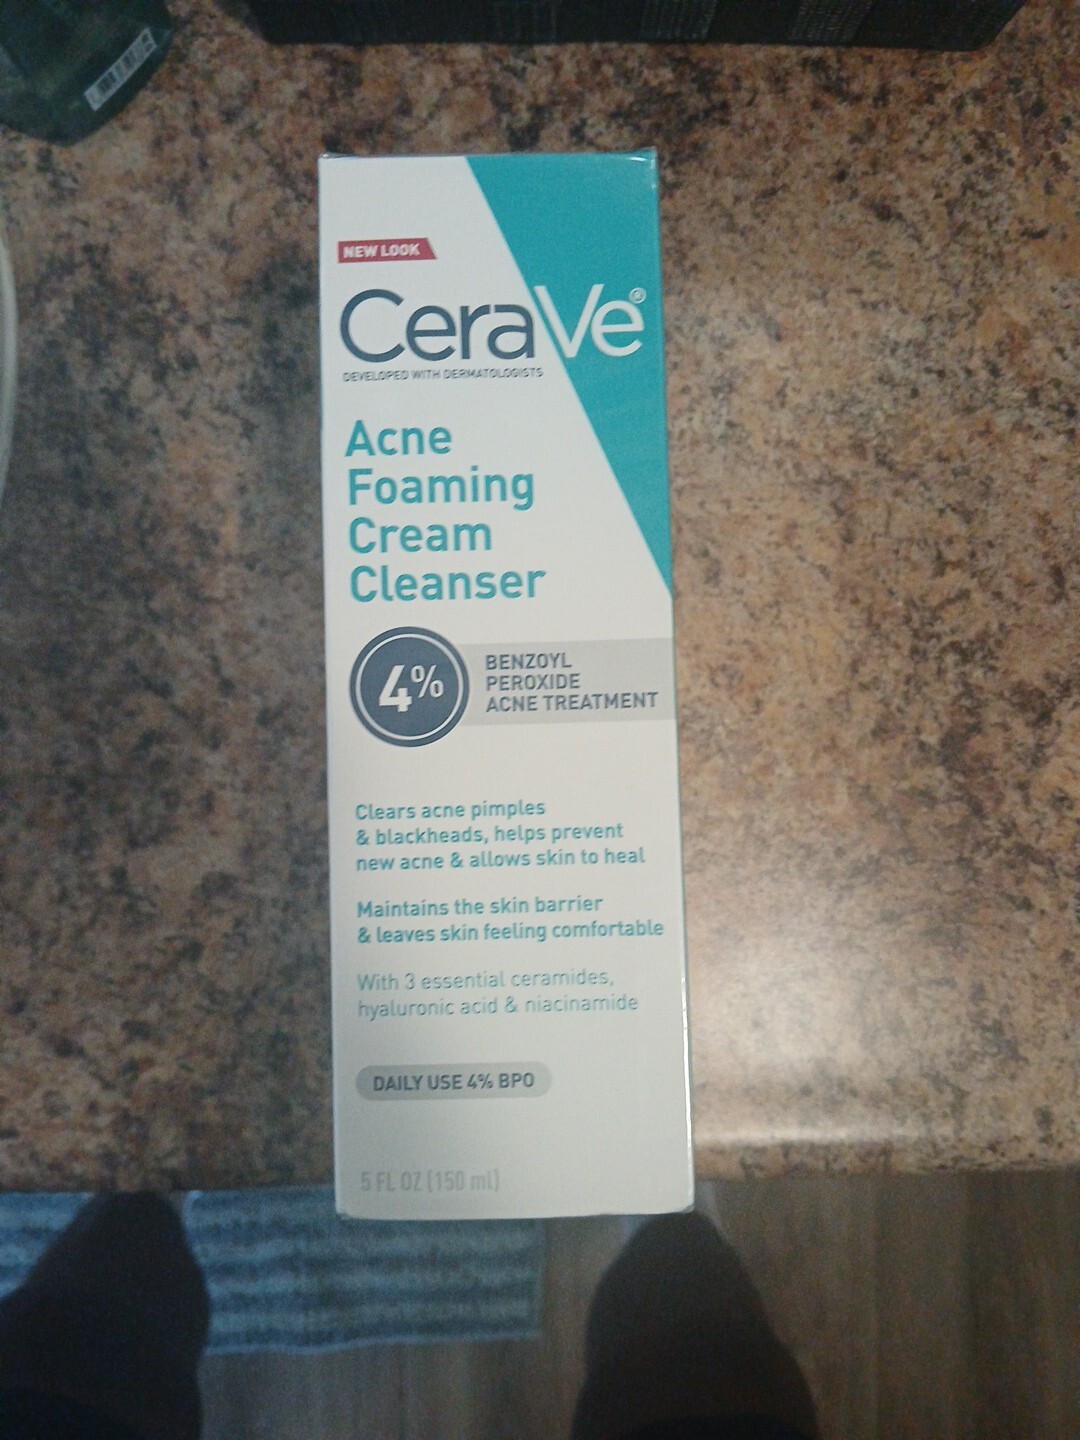 NEW LOOK
CeraVe®
DEVELOPED WITH DERMATOLOGISTS
Acne
Foaming
Cream
Cleanser
4%
BENZOYL
PEROXIDE
ACNE TREATMENT
Clears acne pimples
& blackheads, helps prevent
new acne & allows skin to heal
Maintains the skin barrier
& leaves skin feeling comfortable
With 3 essential ceramides,
hyaluronic acid & niacinamide
DAILY USE 4% BPO
5 FL OZ (150 ml)